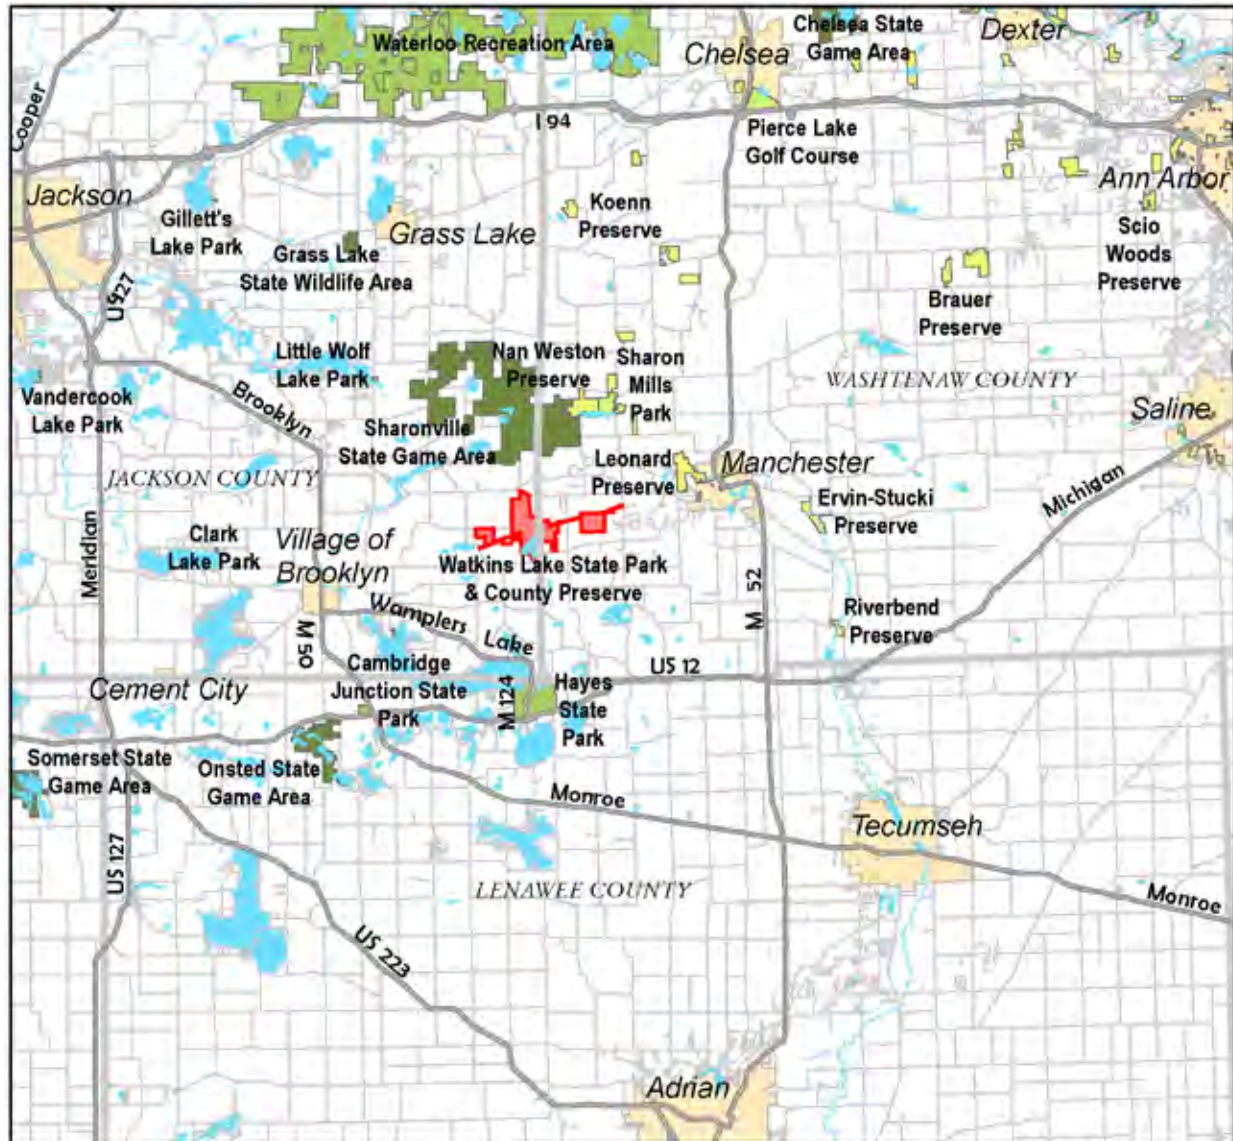 Waterloo Recreation Area
Chelsea
Chelsea State
Game Area
Dexter
Cooper
I 94
Pierce Lake
Golf Course
Jackson
Gillett's
Lake Park
Grass Lake
Grass Lake
State Wildlife Area
Koenn
Preserve
Ann Arbor
Scio
Woods
Preserve
US 127
Brauer
Preserve
Little Wolf
Lake Park
Nan Weston
Preserve
Sharon
Mills
Park
WASHTENAW COUNTY
Vandercook
Lake Park
Brooklyn
Saline
Sharonville
State Game Area
JACKSON COUNTY
Leonard
Preserve
Manchester
Michigan
Ervin-Stucki
Preserve
Meridian
Clark
Lake Park
Village of
Brooklyn
Watkins Lake State Park
& County Preserve
M 52
Wamplers Lake
Riverbend
Preserve
M 50
Cambridge
Junction State
Park
M 124
Hayes
State
Park
US 12
Cement City
Somerset State
Game Area
Onsted State
Game Area
Monroe
Tecumseh
US 127
LENAWEE COUNTY
Monroe
US 223
Adrian